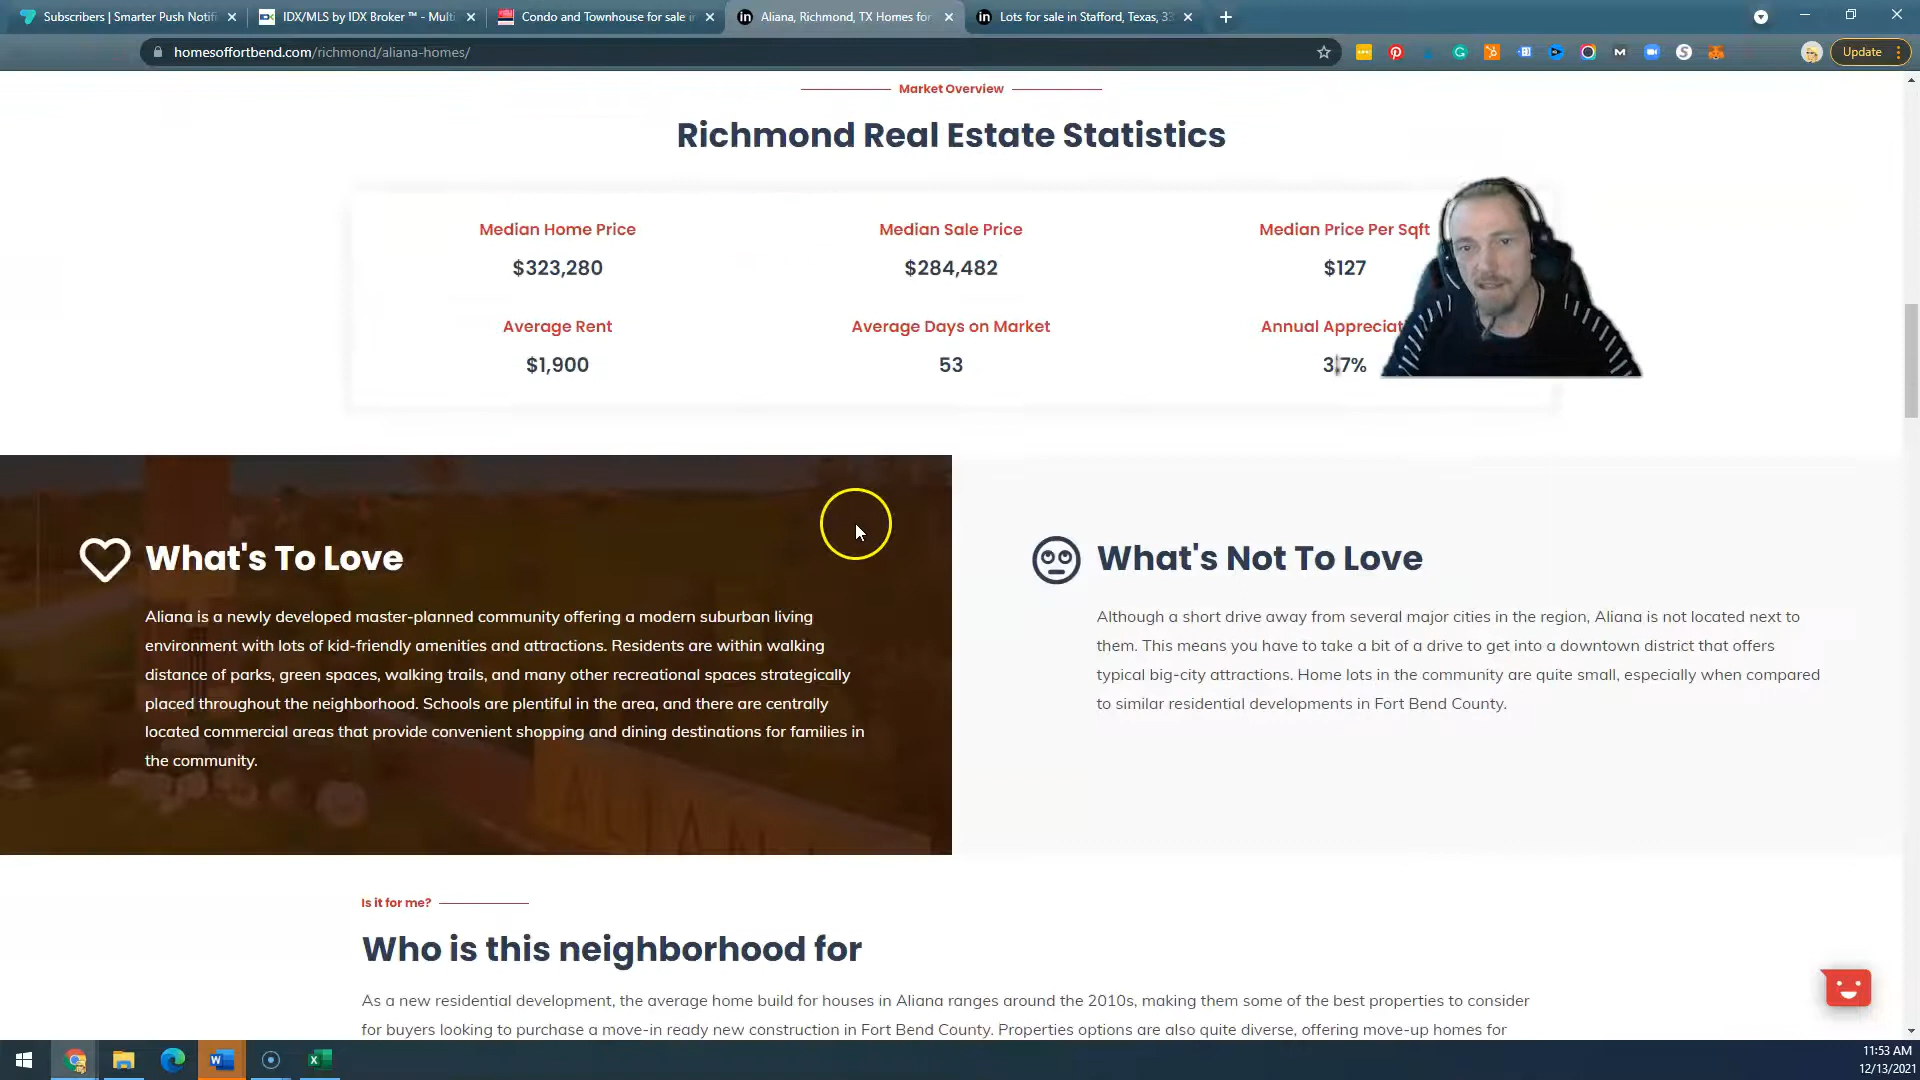 Subscribers | Smarter Push Notifi
IDX/MLS by IDX Broker ™ - Multi
Condo and Townhouse for sale i
Aliana, Richmond, TX Homes for
Lots for sale in Stafford, Texas, 33
homesoffortbend.com/richmond/aliana-homes/
Update
Market Overview
Richmond Real Estate Statistics
Median Home Price
$323,280
Median Sale Price
$284,482
Median Price Per Sqft
$127
Average Rent
$1,900
Average Days on Market
53
Annual Appreciati
3.7%
What's To Love
Aliana is a newly developed master-planned community offering a modern suburban living
environment with lots of kid-friendly amenities and attractions. Residents are within walking
distance of parks, green spaces, walking trails, and many other recreational spaces strategically
placed throughout the neighborhood. Schools are plentiful in the area, and there are centrally
located commercial areas that provide convenient shopping and dining destinations for families in
the community.
What's Not To Love
Although a short drive away from several major cities in the region, Aliana is not located next to
them. This means you have to take a bit of a drive to get into a downtown district that offers
typical big-city attractions. Home lots in the community are quite small, especially when compared
to similar residential developments in Fort Bend County.
Is it for me?
Who is this neighborhood for
As a new residential development, the average home build for houses in Aliana ranges around the 2010s, making them some of the best properties to consider
for buyers looking to purchase a move-in ready new construction in Fort Bend County. Properties options are also quite diverse, offering move-up homes for
11:53 AM
12/13/2021